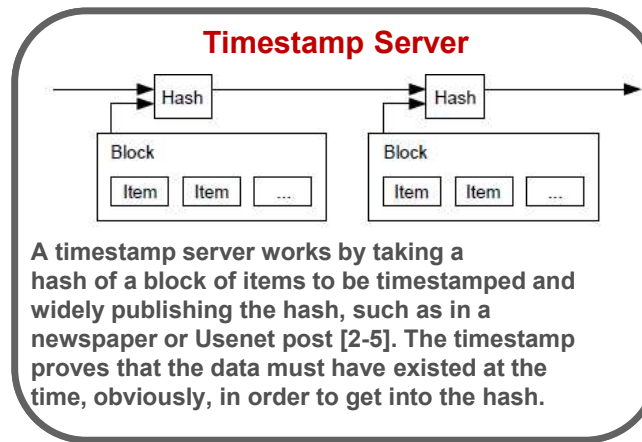 Timestamp Server
Hash
Hash
Block
Item
Item
...
Block
Item
Item
...
A timestamp server works by taking a
hash of a block of items to be timestamped and
widely publishing the hash, such as in a
newspaper or Usenet post [2-5]. The timestamp
proves that the data must have existed at the
time, obviously, in order to get into the hash.